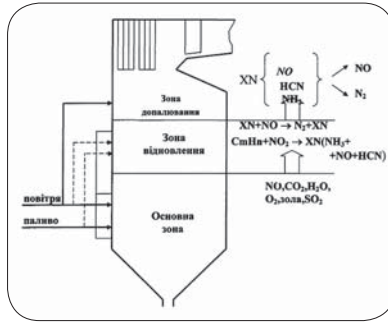 NO
XN
HCN
NH₂
NO
N₂
Зона
допалювання
XN+NO → N₂+XN
Зона
відновлення
CmHn+NO₂ → XN(NH₃+
+NO+HCN)
NO,CO₂,H₂O,
O₂,зола,SO₂
повітря
паливо
Основна
зона